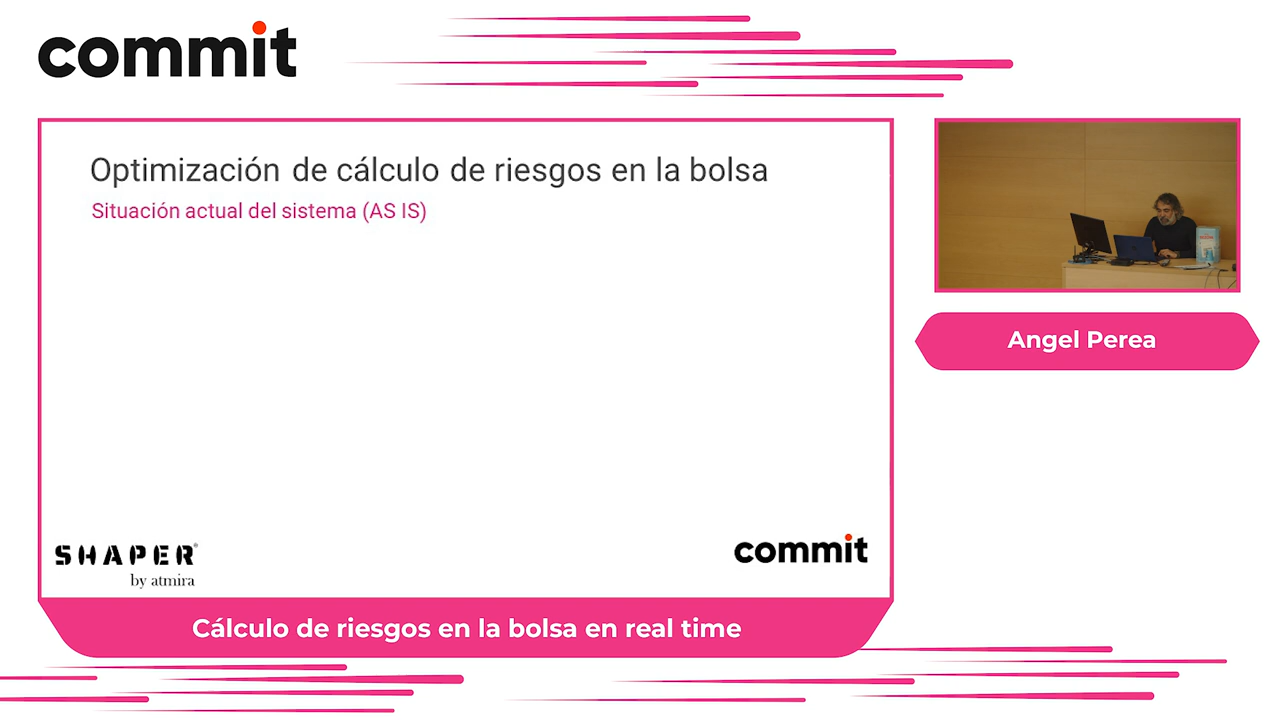 commit
Optimización de cálculo de riesgos en la bolsa
Situación actual del sistema (AS IS)
SHAPER®
by atmira
commit
Cálculo de riesgos en la bolsa en real time
Angel Perea